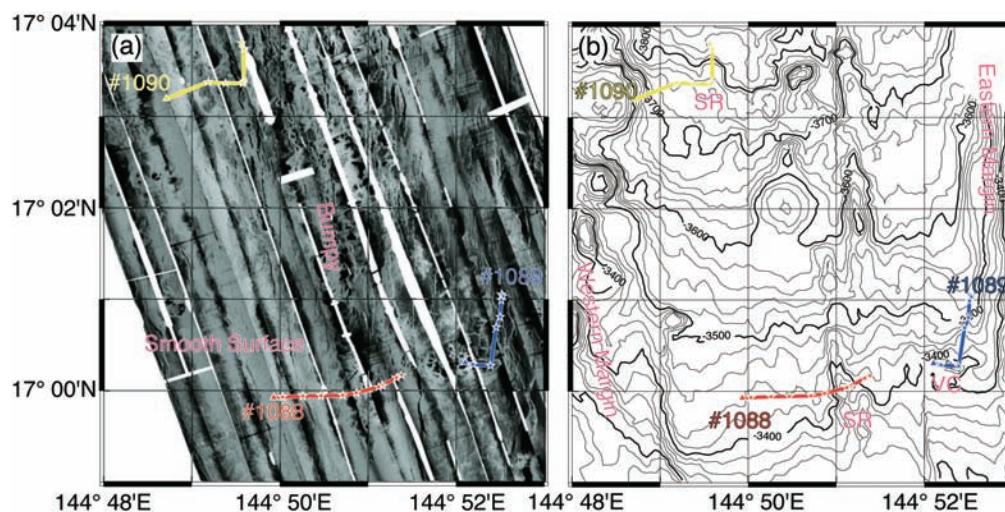 17° 04'N
(a)
#1090
17° 02'
Bumpy
#1089
Smooth Surface
17° 00'
#1088
144° 48'
144° 50'E
144° 52'
(b)
-3600
#1090
-3700
SR
-3700
-3600
Eastern Margin
-3600
-3600
-3400
Western Margin
#1089
-3500
-3400
VC
#1088
SR
-3400
144° 48'
144° 50'E
144° 52'